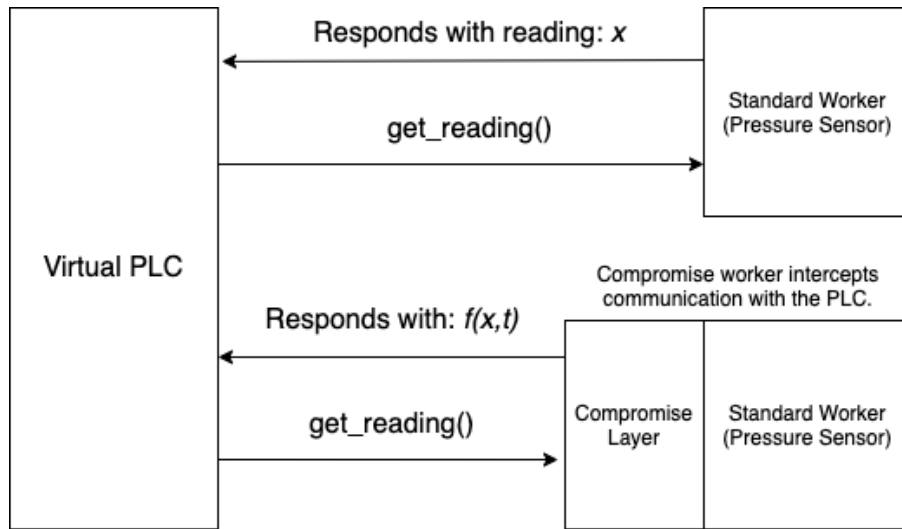 Responds with reading: x
get_reading()
Standard Worker
(Pressure Sensor)
Virtual PLC
Compromise worker intercepts
communication with the PLC.
Responds with: f(x,t)
get_reading()
Compromise
Layer
Standard Worker
(Pressure Sensor)